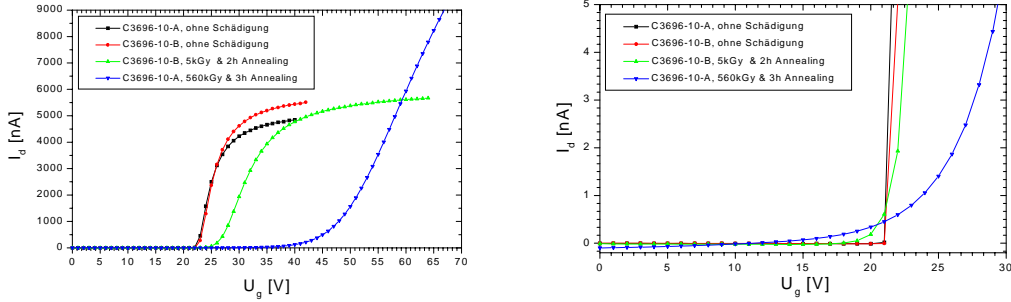 9000
8000
7000
6000
5000
4000
3000
2000
1000
0
I_d [nA]
C3696-10-A, ohne Schädigung
C3696-10-B, ohne Schädigung
C3696-10-B, 5kGy & 2h Annealing
C3696-10-A, 560kGy & 3h Annealing
0 5 10 15 20 25 30 35 40 45 50 55 60 65 70
U_g [V]
5
4
3
2
1
0
I_d [nA]
C3696-10-A, ohne Schädigung
C3696-10-B, ohne Schädigung
C3696-10-B, 5kGy & 2h Annealing
C3696-10-A, 560kGy & 3h Annealing
0 5 10 15 20 25 30
U_g [V]